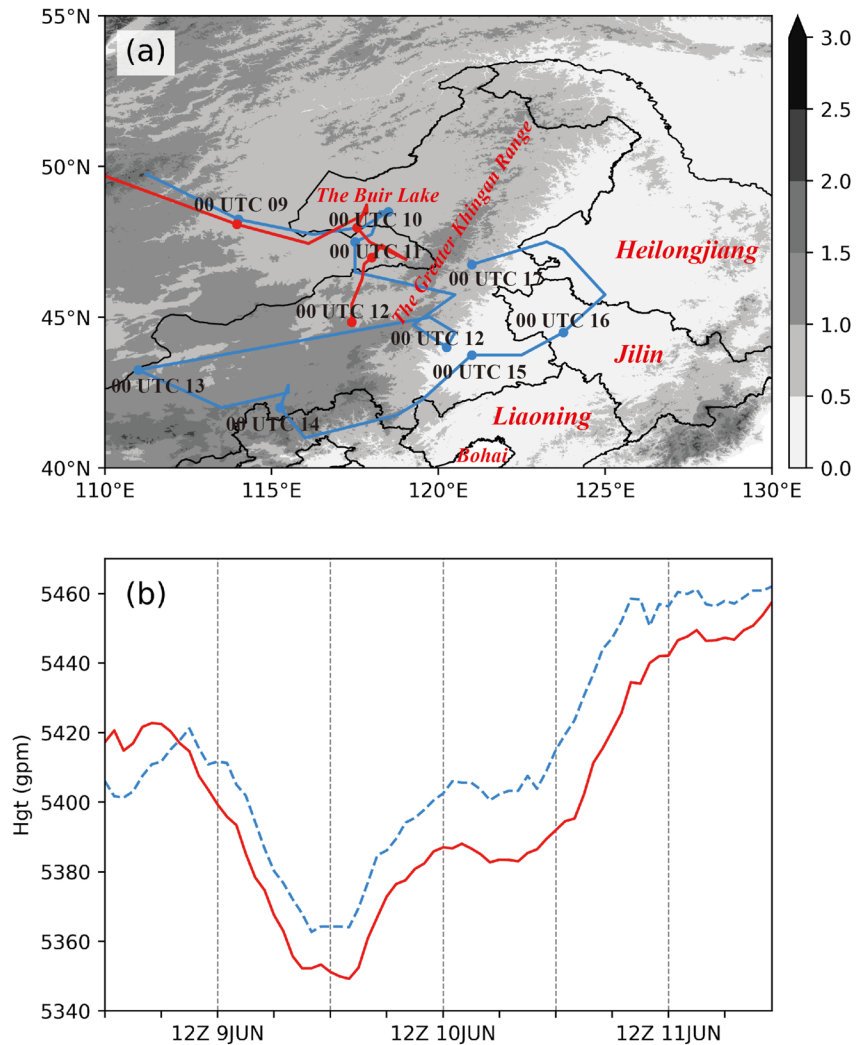 55°N
(a)
3.0
2.5
50°N
The Greater Khingan Range
The Buir Lake
00 UTC 09
00 UTC 10
2.0
00 UTC 11
Heilongjiang
00 UTC 17
1.5
00 UTC 12
45°N
00 UTC 16
00 UTC 12
1.0
Jilin
00 UTC 15
00 UTC 13
0.5
00 UTC 14
Liaoning
Bohai
40°N
0.0
110°E 115°E 120°E 125°E 130°E
(b)
5460
5440
5420
5400
5380
5360
5340
Hgt (gpm)
12Z 9JUN 12Z 10JUN 12Z 11JUN